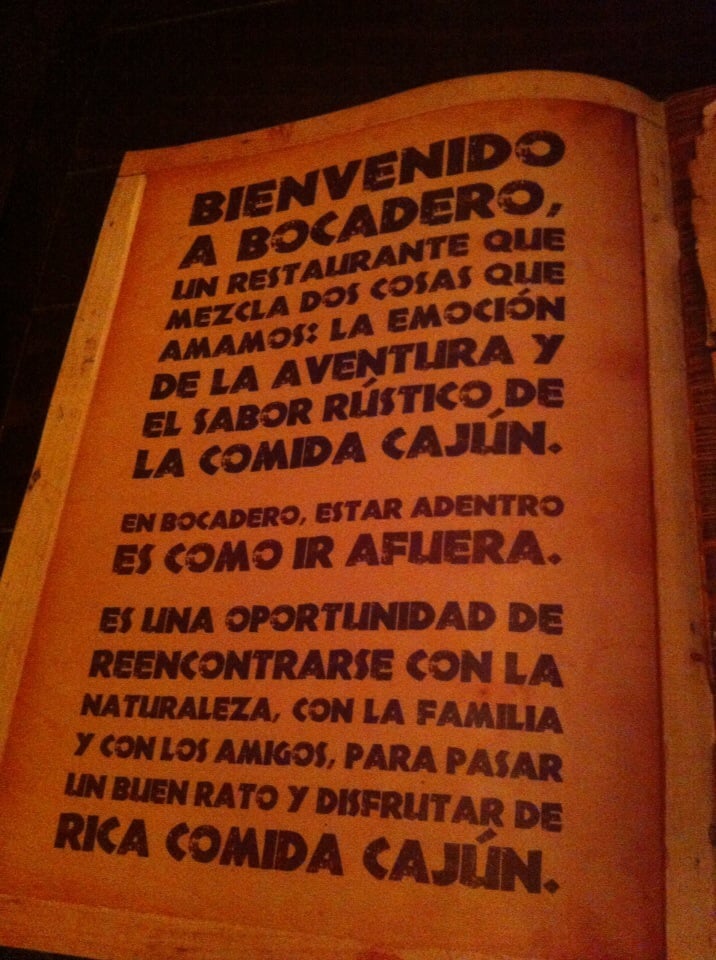 BIENVENIDO
A BOCADERO,
UN RESTAURANTE QUE
MEZCLA DOS COSAS QUE
AMAMOS: LA EMOCIÓN
DE LA AVENTURA Y
EL SABOR RÚSTICO DE
LA COMIDA CAJÚN.
EN BOCADERO, ESTAR ADENTRO
ES COMO IR AFUERA.
ES UNA OPORTUNIDAD DE
REENCONTRARSE CON LA
NATURALEZA, CON LA FAMILIA
Y CON LOS AMIGOS, PARA PASAR
UN BUEN RATO Y DISFRUTAR DE
RICA COMIDA CAJÚN.